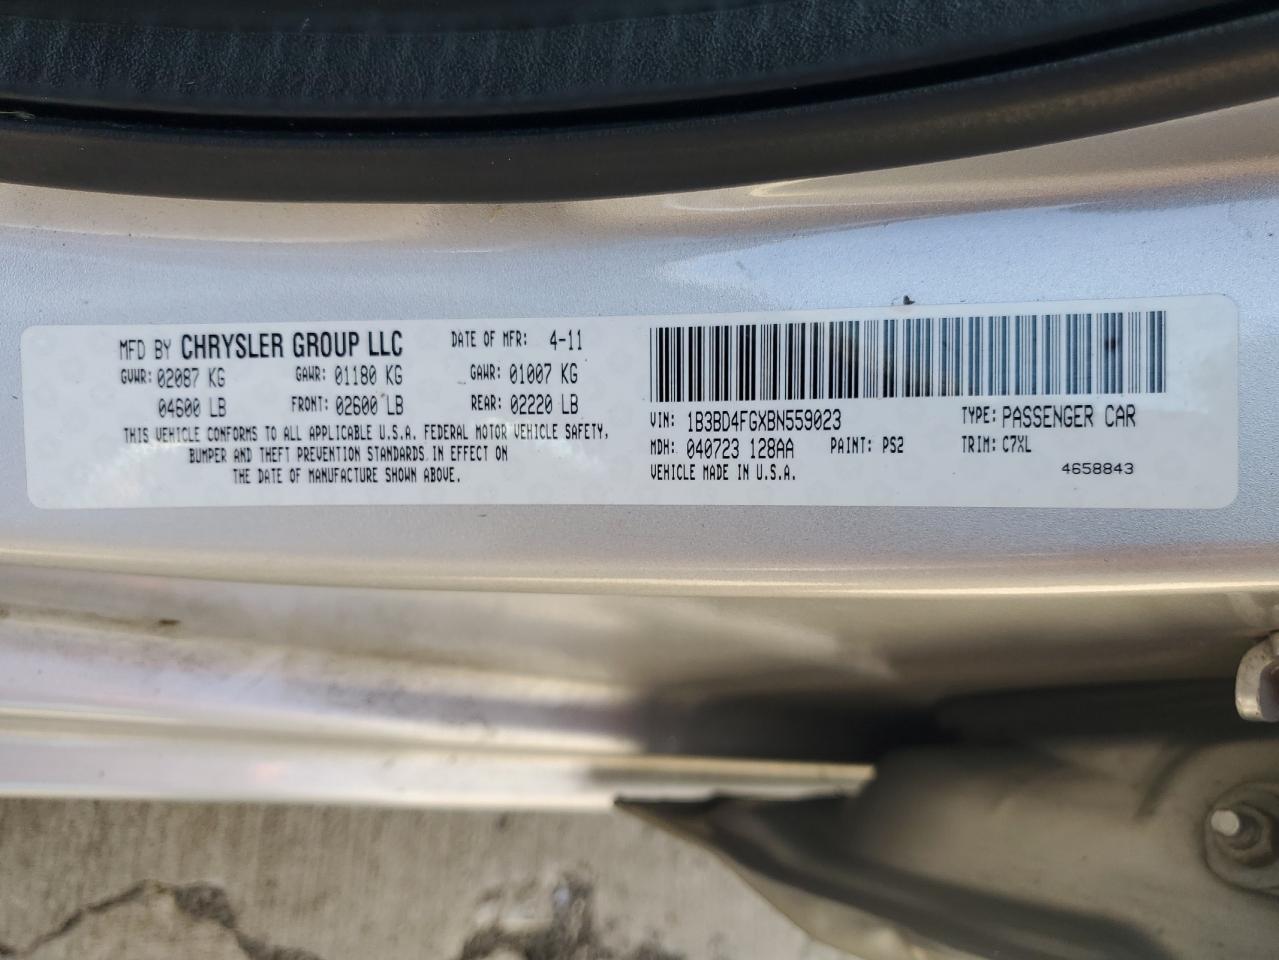 MFD BY CHRYSLER GROUP LLC DATE OF MFR: 4-11
GVWR: 02087 KG GAWR: 01180 KG GAWR: 01007 KG
04600 LB FRONT: 02600 LB REAR: 02220 LB
THIS VEHICLE CONFORMS TO ALL APPLICABLE U.S.A. FEDERAL MOTOR VEHICLE SAFETY,
BUMPER AND THEFT PREVENTION STANDARDS IN EFFECT ON
THE DATE OF MANUFACTURE SHOWN ABOVE.
VIN: 1B3BD4FGXBN559023 TYPE: PASSENGER CAR
MDH: 040723 128AA PAINT: PS2 TRIM: C7XL
VEHICLE MADE IN U.S.A. 4658843